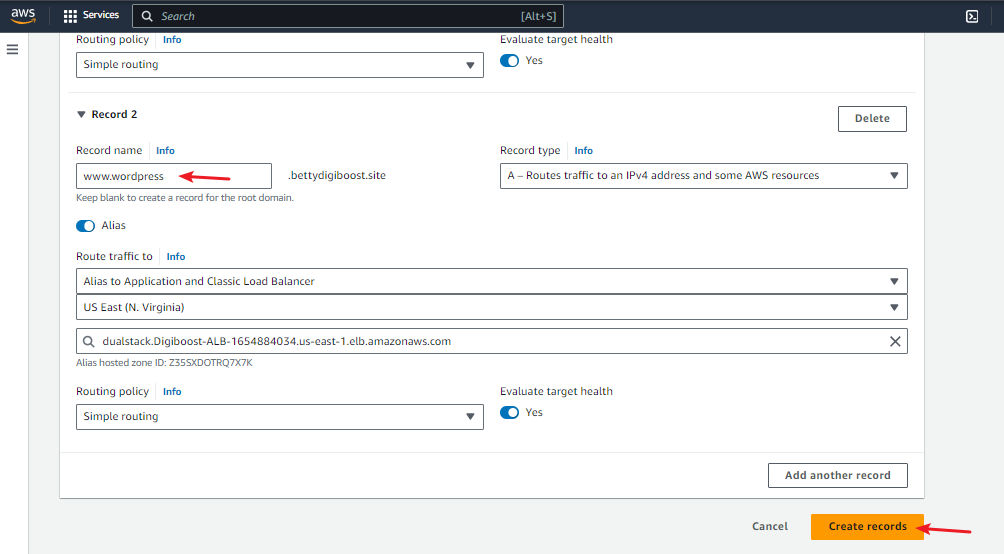 aws Services Search [Alt+S]
Routing policy Info Evaluate target health
Simple routing Yes
Record 2 Delete
Record name Info Record type Info
www.wordpress .bettydigiboost.site A – Routes traffic to an IPv4 address and some AWS resources
Keep blank to create a record for the root domain.
Alias
Route traffic to Info
Alias to Application and Classic Load Balancer
US East (N. Virginia)
dualstack.Digiboost-ALB-1654884034.us-east-1.elb.amazonaws.com
Alias hosted zone ID: Z35SXDOTRQ7X7K
Routing policy Info Evaluate target health
Simple routing Yes
Add another record
Cancel Create records